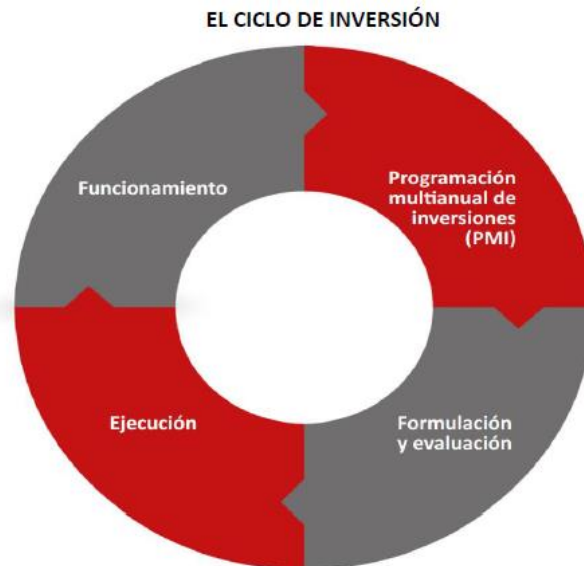 EL CICLO DE INVERSIÓN
Funcionamiento
Programación
multianual de
inversiones
(PMI)
Ejecución
Formulación
y evaluación